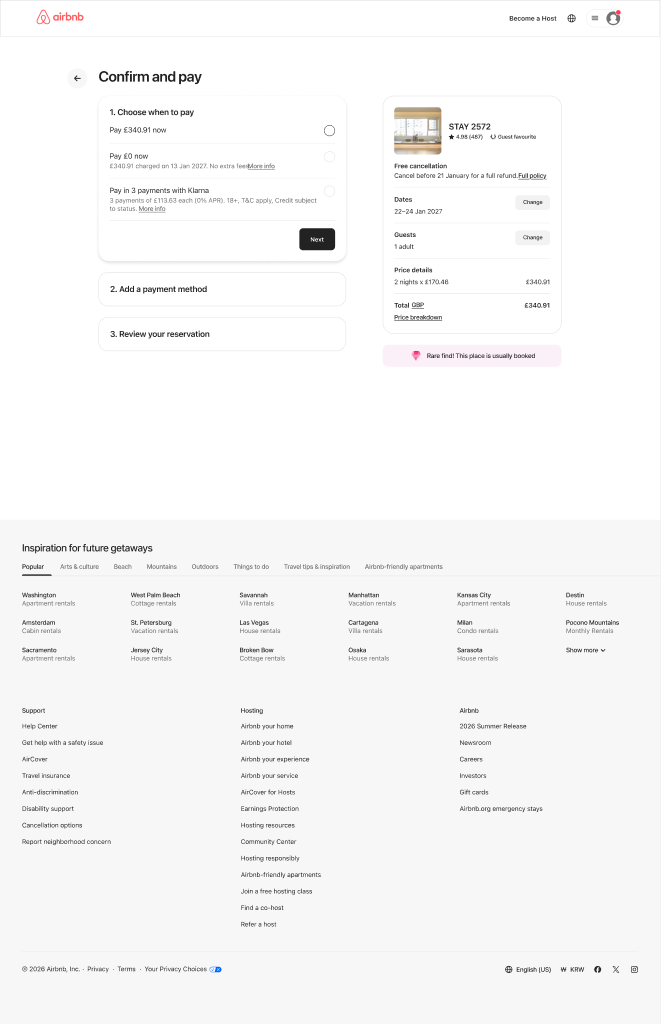 airbnb
Become a Host
Confirm and pay
1. Choose when to pay
Pay £340.91 now
Pay £0 now
£340.91 charged on 13 Jan 2027. No extra fees More info
Pay in 3 payments with Klarna
3 payments of £113.63 each (0% APR). 18+, T&C apply, Credit subject
to status. More info
Next
2. Add a payment method
3. Review your reservation
STAY 2572
4.98 (487) Guest favourite
Free cancellation
Cancel before 21 January for a full refund. Full policy
Dates
22–24 Jan 2027
Change
Guests
1 adult
Change
Price details
2 nights x £170.46 £340.91
Total GBP £340.91
Price breakdown
Rare find! This place is usually booked
Inspiration for future getaways
Popular Arts & culture Beach Mountains Outdoors Things to do Travel tips & inspiration Airbnb-friendly apartments
Washington West Palm Beach Savannah Manhattan Kansas City Destin
Apartment rentals Cottage rentals Villa rentals Vacation rentals Apartment rentals House rentals
Amsterdam St. Petersburg Las Vegas Cartagena Milan Pocono Mountains
Cabin rentals Vacation rentals House rentals Villa rentals Condo rentals Monthly Rentals
Sacramento Jersey City Broken Bow Osaka Sarasota Show more
Apartment rentals House rentals Cottage rentals House rentals House rentals
Support
Help Center
Get help with a safety issue
AirCover
Travel insurance
Anti-discrimination
Disability support
Cancellation options
Report neighborhood concern
Hosting
Airbnb your home
Airbnb your hotel
Airbnb your experience
Airbnb your service
AirCover for Hosts
Earnings Protection
Hosting resources
Community Center
Hosting responsibly
Airbnb-friendly apartments
Join a free hosting class
Find a co-host
Refer a host
Airbnb
2026 Summer Release
Newsroom
Careers
Investors
Gift cards
Airbnb.org emergency stays
© 2026 Airbnb, Inc. · Privacy · Terms · Your Privacy Choices
English (US) ₩ KRW